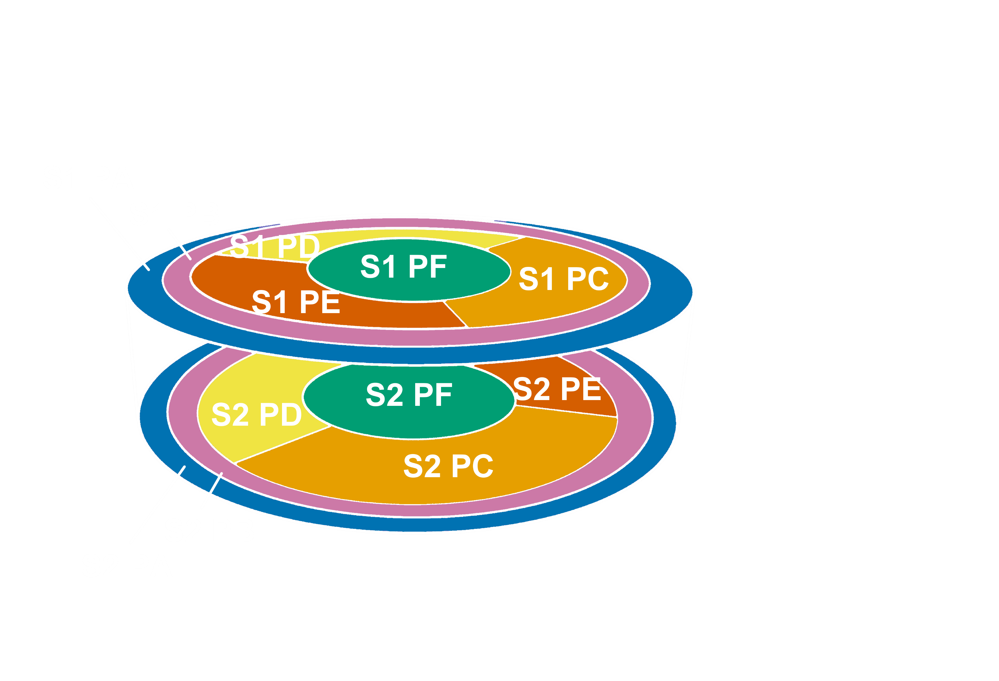 S1 PD
S1 PF
S1 PC
S1 PE
S2 PF
S2 PE
S2 PD
S2 PC